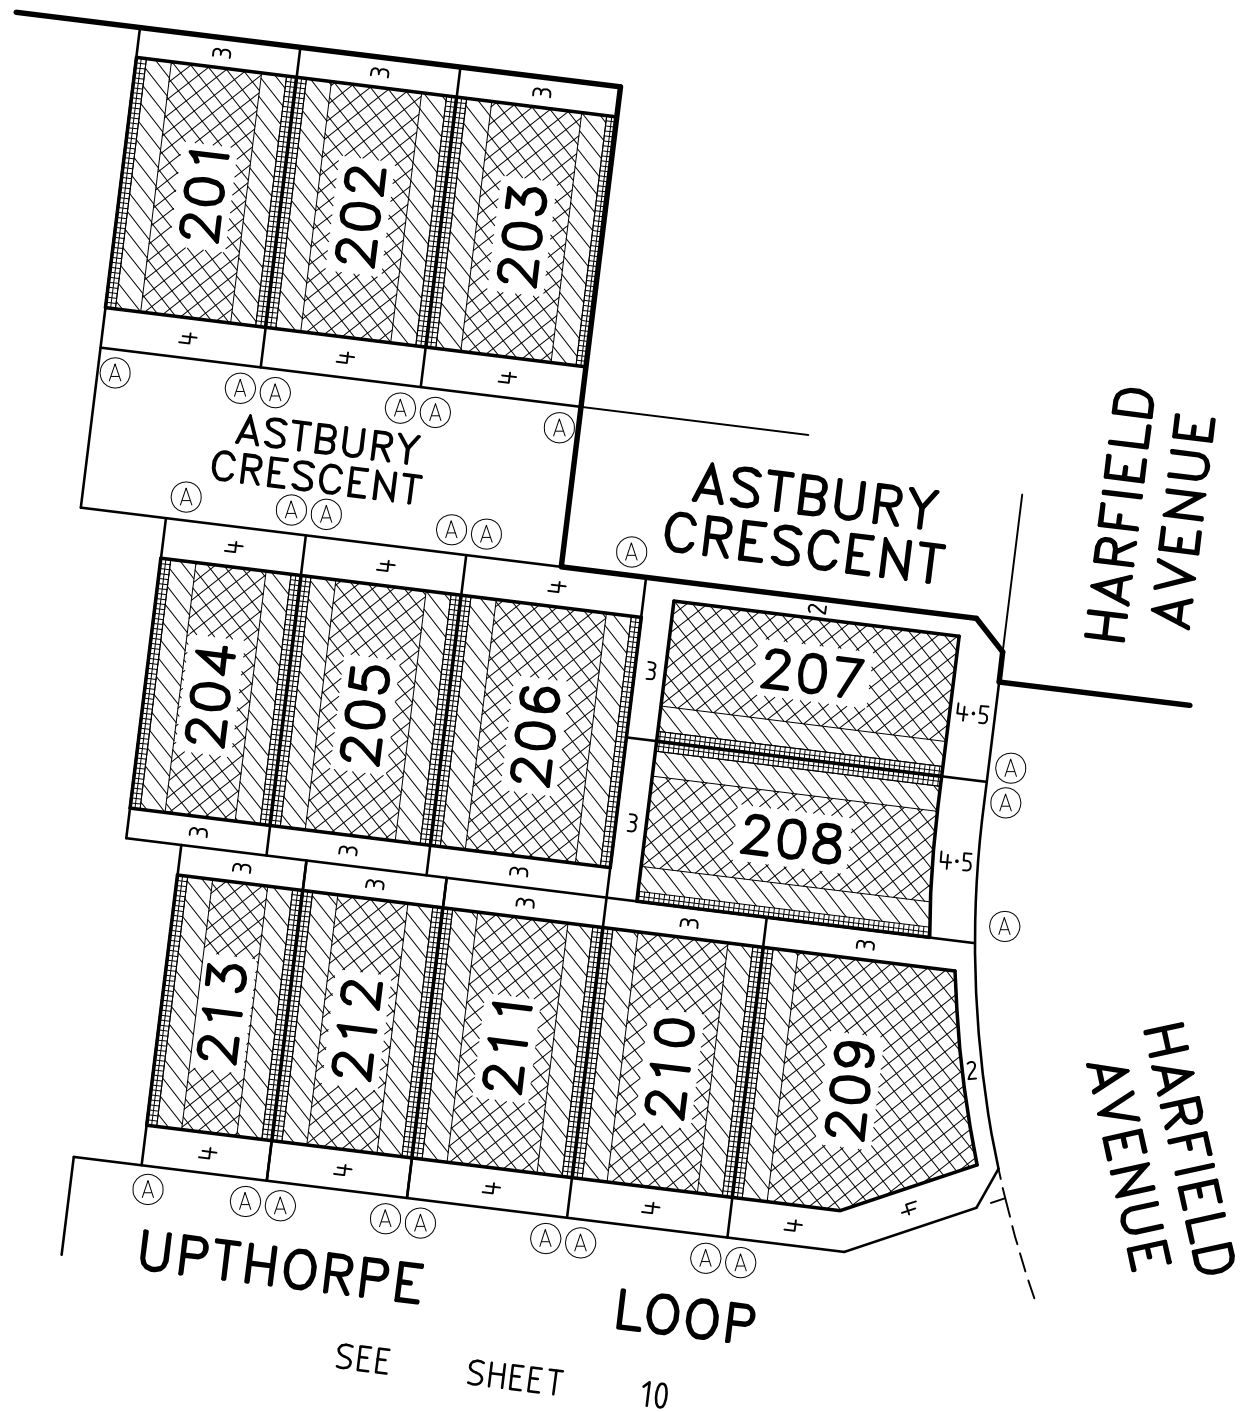 3 3 3
201 202 203
4 4 4
A A A A A A
ASTBURY
CRESCENT
A A A A A A
ASTBURY
CRESCENT
HARFIELD
AVENUE
4 4 4
204 205 206
3 3 3
2
207
3 4·5
A
A
208
3 4·5
A
3 3 3 3 3
213 212 211 210 209
2
4 4 4 4 4 4
T
A A A A A A A A A
HARFIELD
AVENUE
UPTHORPE LOOP
SEE SHEET 10